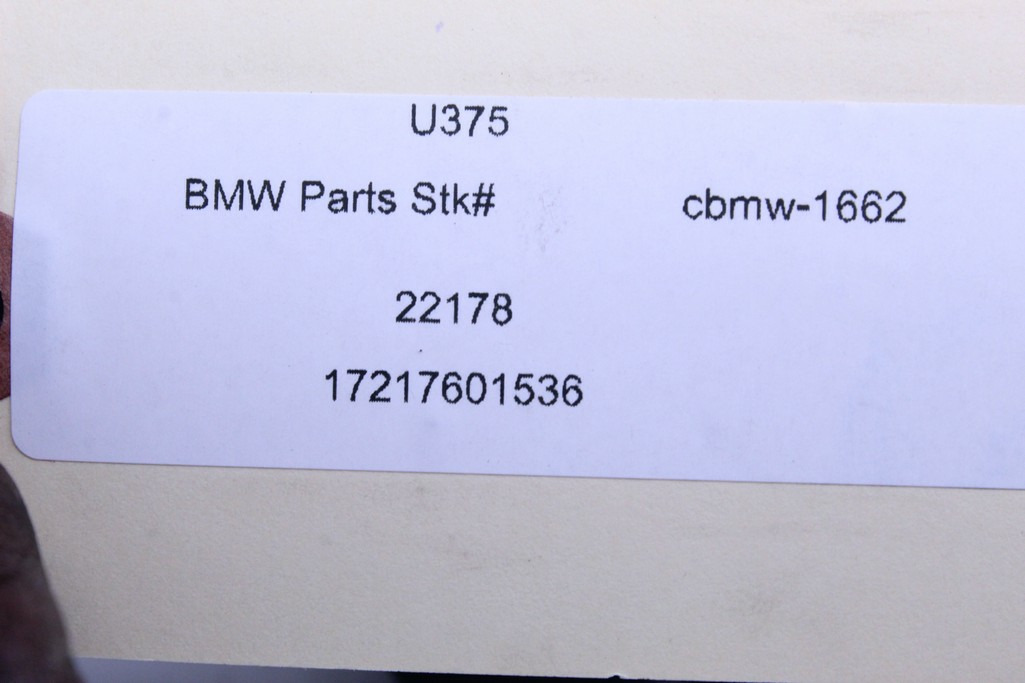 U375
BMW Parts Stk# cbmw-1662
22178
17217601536